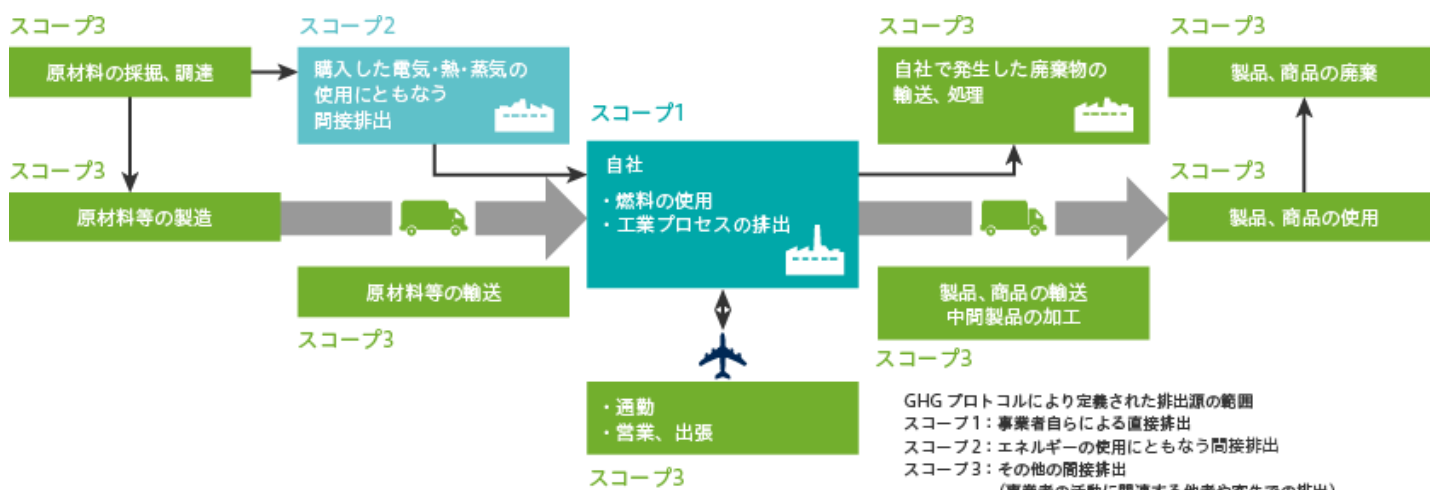 スコープ3
原材料の採掘、調達
スコープ2
購入した電気・熱・蒸気の
使用にともなう
間接排出
スコープ1
自社
・燃料の使用
・工業プロセスの排出
スコープ3
自社で発生した廃棄物の
輸送、処理
スコープ3
製品、商品の廃棄
スコープ3
原材料等の製造
原材料等の輸送
スコープ3
・通勤
・営業、出張
スコープ3
製品、商品の輸送
中間製品の加工
スコープ3
スコープ3
製品、商品の使用
GHG プロトコルにより定義された排出源の範囲
スコープ1：事業者自らによる直接排出
スコープ2：エネルギーの使用にともなう間接排出
スコープ3：その他の間接排出